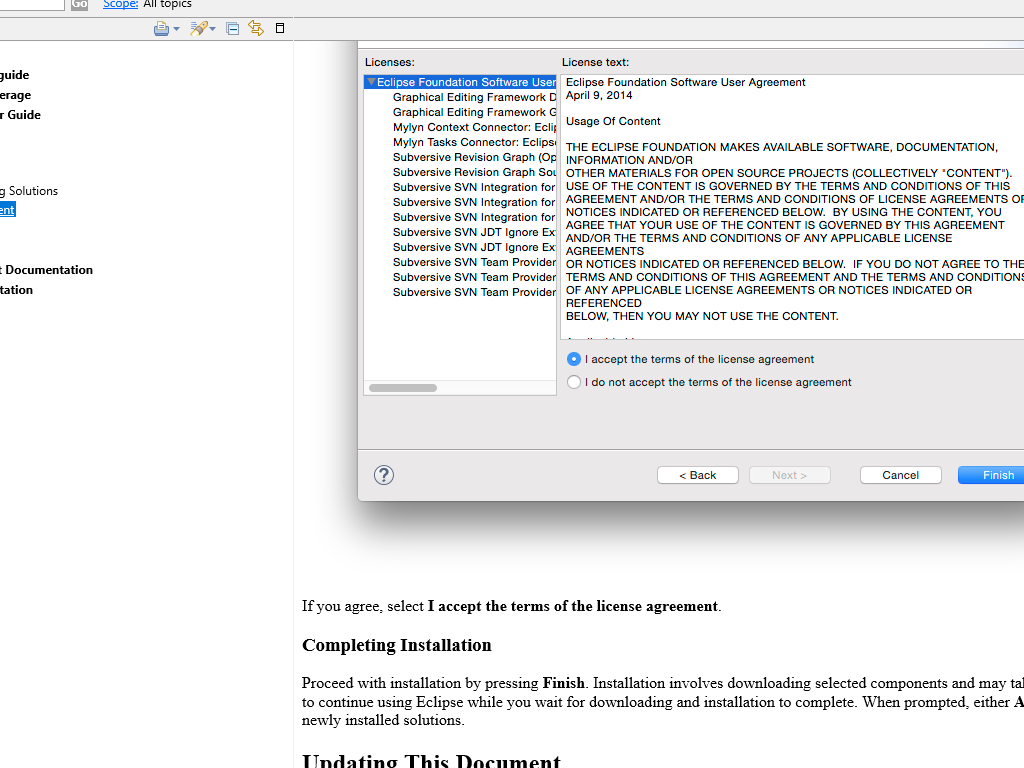 Go Scope: All topics
guide
erage
r Guide
g Solutions
ent
t Documentation
tation
Licenses:
Eclipse Foundation Software User
Graphical Editing Framework D
Graphical Editing Framework G
Mylyn Context Connector: Eclip
Mylyn Tasks Connector: Eclipse
Subversive Revision Graph (Op
Subversive Revision Graph Sou
Subversive SVN Integration for
Subversive SVN Integration for
Subversive SVN Integration for
Subversive SVN JDT Ignore Ex
Subversive SVN JDT Ignore Ex
Subversive SVN Team Provider
Subversive SVN Team Provider
Subversive SVN Team Provider
License text:
Eclipse Foundation Software User Agreement
April 9, 2014
Usage Of Content
THE ECLIPSE FOUNDATION MAKES AVAILABLE SOFTWARE, DOCUMENTATION,
INFORMATION AND/OR
OTHER MATERIALS FOR OPEN SOURCE PROJECTS (COLLECTIVELY "CONTENT").
USE OF THE CONTENT IS GOVERNED BY THE TERMS AND CONDITIONS OF THIS
AGREEMENT AND/OR THE TERMS AND CONDITIONS OF LICENSE AGREEMENTS OR
NOTICES INDICATED OR REFERENCED BELOW.  BY USING THE CONTENT, YOU
AGREE THAT YOUR USE OF THE CONTENT IS GOVERNED BY THIS AGREEMENT
AND/OR THE TERMS AND CONDITIONS OF ANY APPLICABLE LICENSE
AGREEMENTS
OR NOTICES INDICATED OR REFERENCED BELOW.  IF YOU DO NOT AGREE TO THE
TERMS AND CONDITIONS OF THIS AGREEMENT AND THE TERMS AND CONDITIONS
OF ANY APPLICABLE LICENSE AGREEMENTS OR NOTICES INDICATED OR
REFERENCED
BELOW, THEN YOU MAY NOT USE THE CONTENT.
I accept the terms of the license agreement
I do not accept the terms of the license agreement
? < Back Next > Cancel Finish
If you agree, select I accept the terms of the license agreement.
Completing Installation
Proceed with installation by pressing Finish. Installation involves downloading selected components and may tal
to continue using Eclipse while you wait for downloading and installation to complete. When prompted, either A
newly installed solutions.
Updating This Document